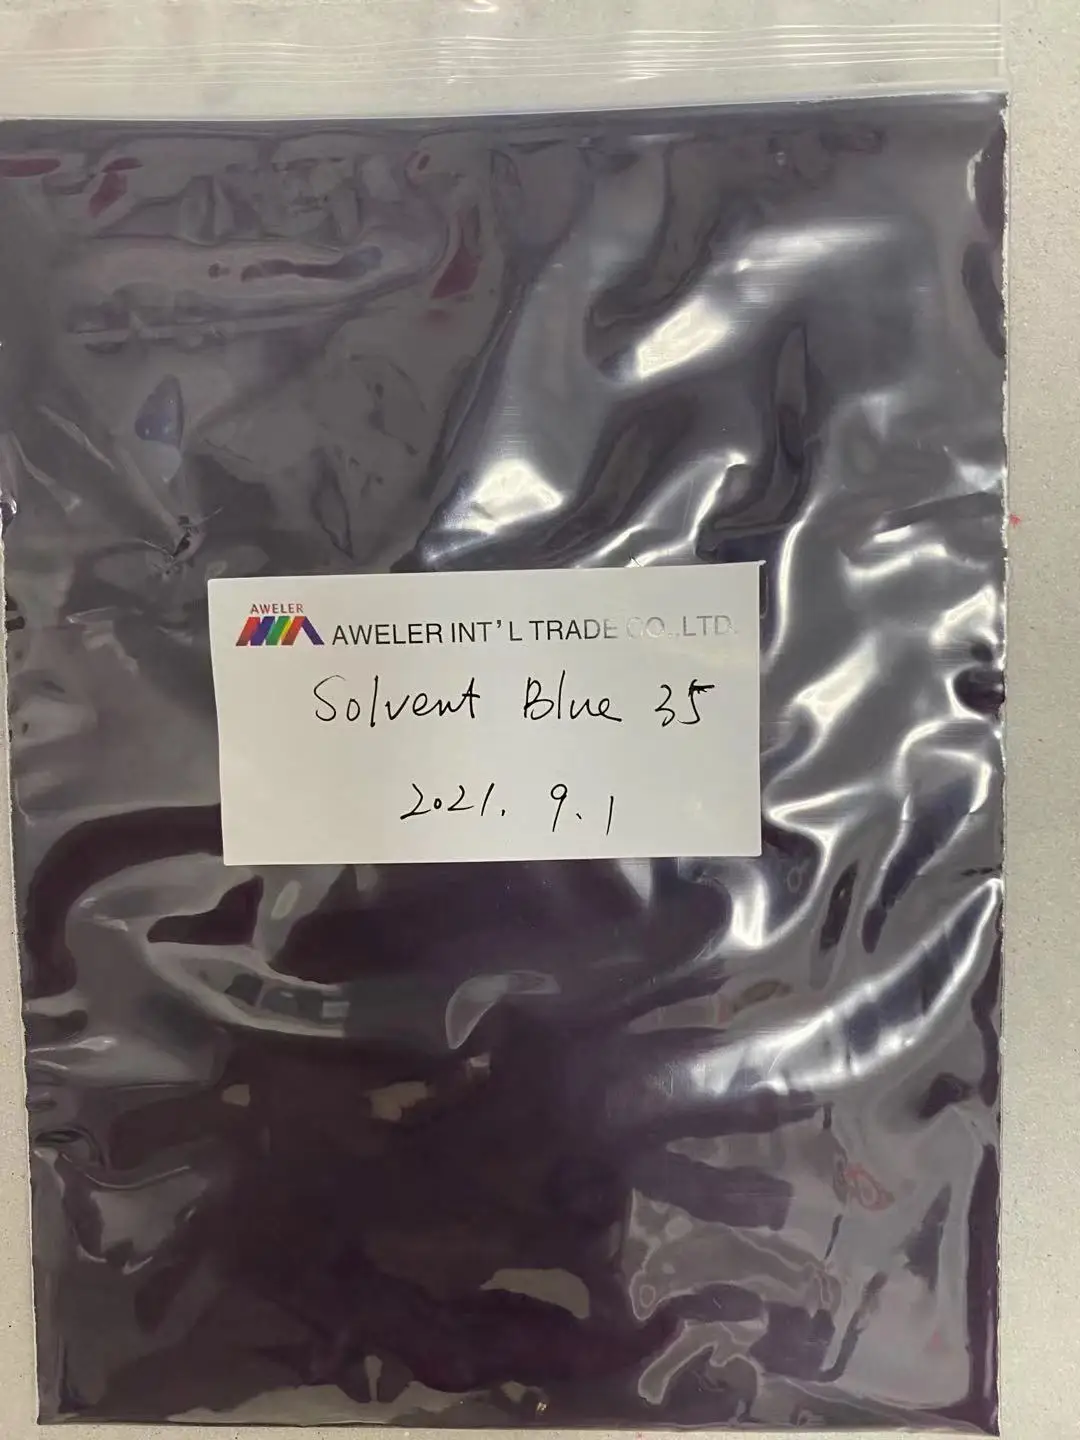 AWELER
AWELER INT'L TRADE CO.,LTD.
Solvent Blue 35
2021. 9.1